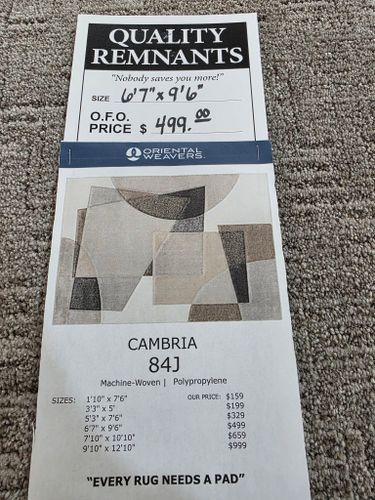 QUALITY
REMNANTS
"Nobody saves you more!"
SIZE 6'7" x 9'6"
O.F.O.
PRICE $ 499.00
ORIENTAL
WEAVERS.
CAMBRIA
84J
Machine-Woven | Polypropylene
SIZES: 1'10" x 7'6" OUR PRICE: $159
3'3" x 5' $199
5'3" x 7'6" $329
6'7" x 9'6" $499
7'10" x 10'10" $659
9'10" x 12'10" $999
"EVERY RUG NEEDS A PAD"